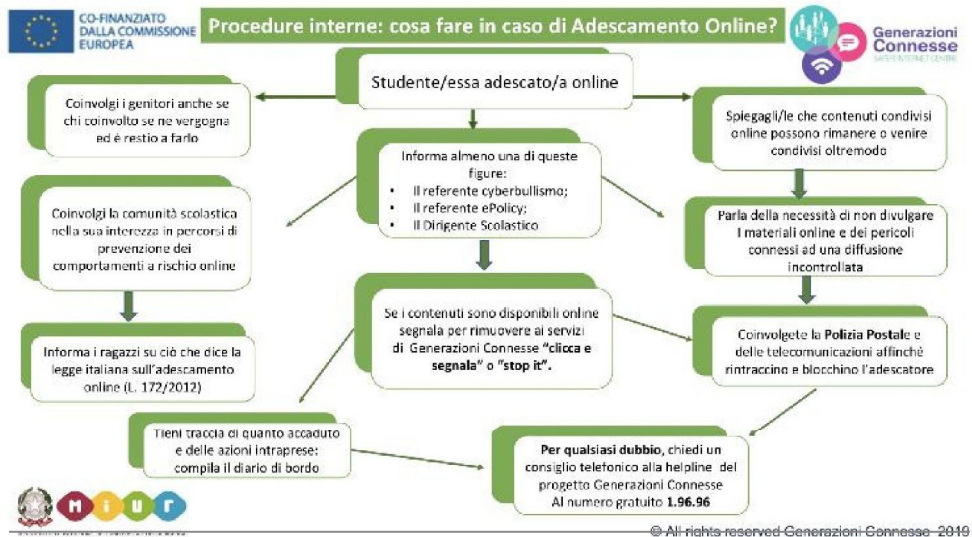 CO-FINANZIATO
DALLA COMMISSIONE
EUROPEA
Procedure interne: cosa fare in caso di Adescamento Online?
Generazioni
Connesse
SAFER INTERNET CENTRE
Studente/essa adescato/a online
Coinvolgi i genitori anche se
chi coinvolto se ne vergogna
ed è restio a farlo
Informa almeno una di queste
figure:
• Il referente cyberbullismo;
• Il referente ePolicy;
• Il Dirigente Scolastico
Spiegagli/le che contenuti condivisi
online possono rimanere o venire
condivisi oltremodo
Coinvolgi la comunità scolastica
nella sua interezza in percorsi di
prevenzione dei
comportamenti a rischio online
Parla della necessità di non divulgare
I materiali online e dei pericoli
connessi ad una diffusione
incontrollata
Se i contenuti sono disponibili online
segnala per rimuovere ai servizi
di Generazioni Connesse "clicca e
segnala" o "stop it".
Informa i ragazzi su ciò che dice la
legge italiana sull'adescamento
online (L. 172/2012)
Coinvolgete la Polizia Postale e
delle telecomunicazioni affinché
rintraccino e blocchino l'adescatore
Tieni traccia di quanto accaduto
e delle azioni intraprese:
compila il diario di bordo
Per qualsiasi dubbio, chiedi un
consiglio telefonico alla helpline del
progetto Generazioni Connesse
Al numero gratuito 1.96.96
MiUr
© All rights reserved Generazioni Connesse 2019